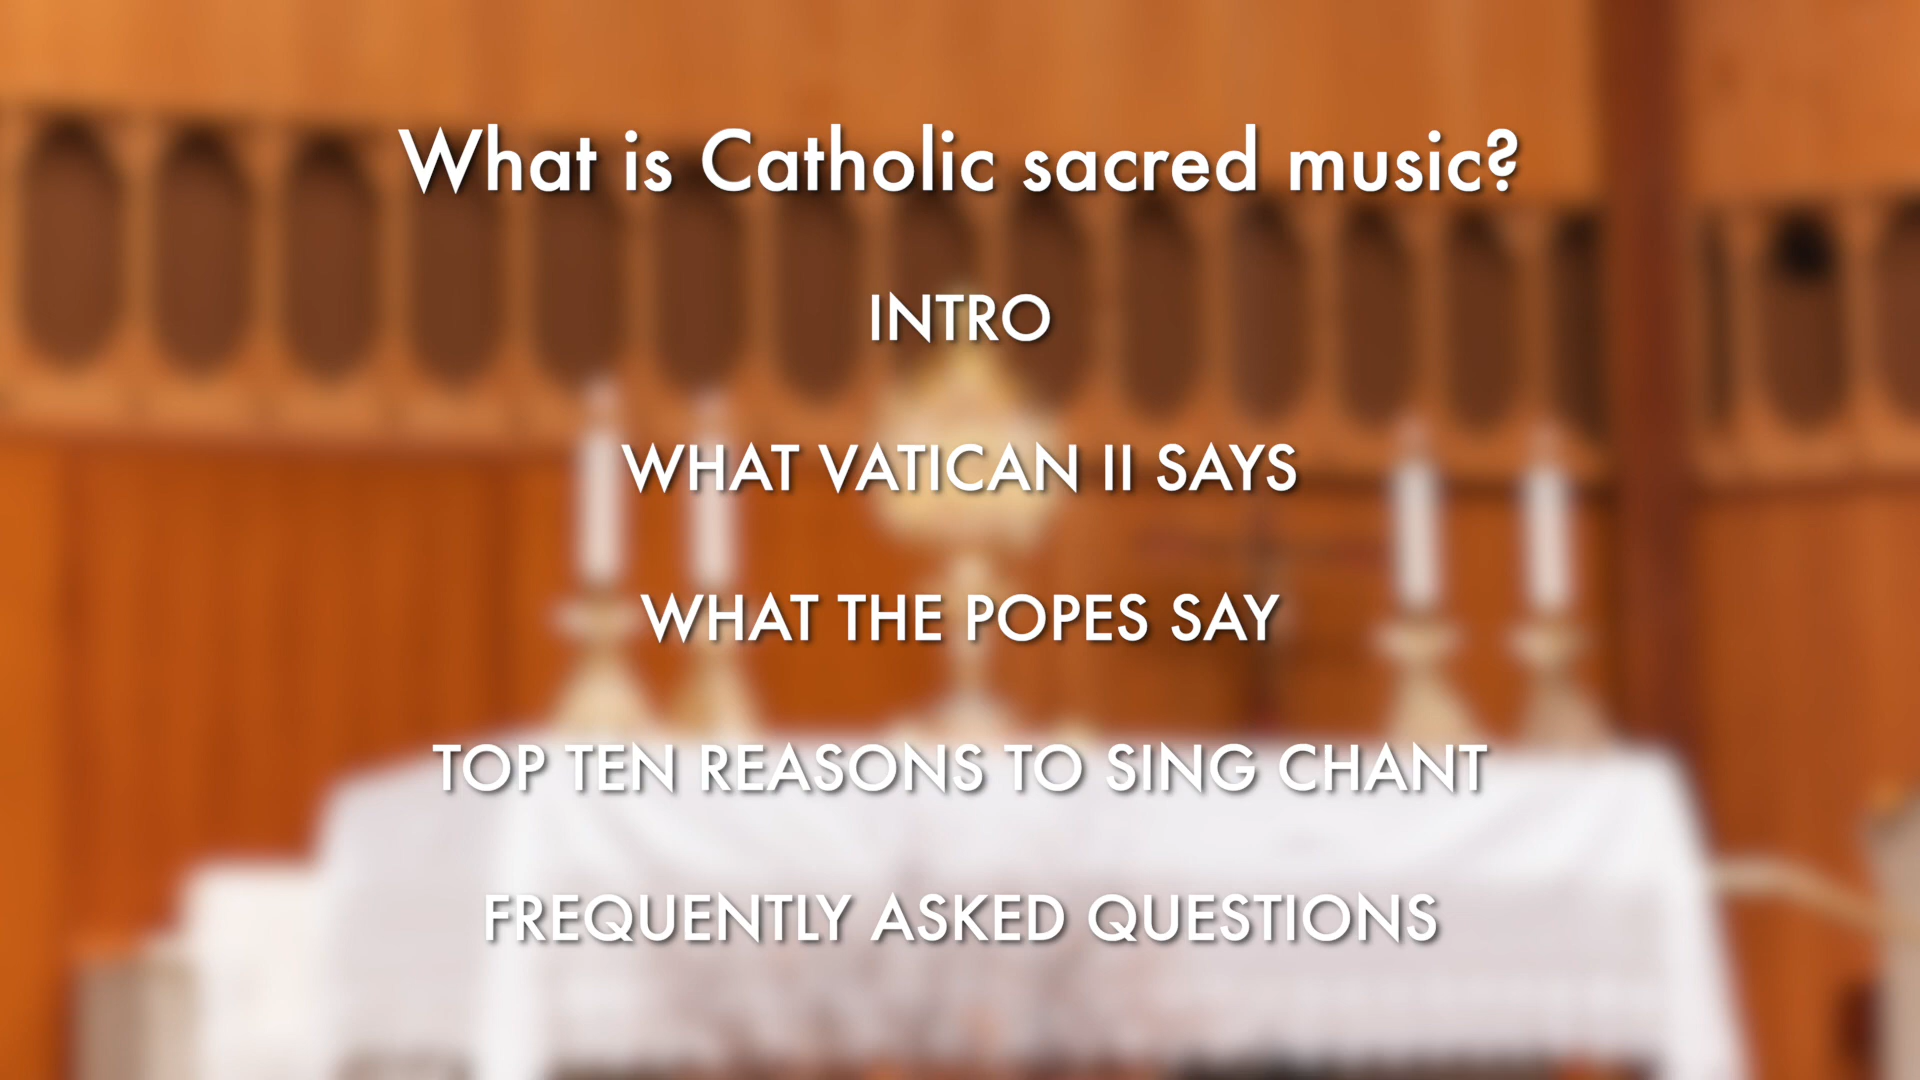 What is Catholic sacred music?
INTRO
WHAT VATICAN II SAYS
WHAT THE POPES SAY
TOP TEN REASONS TO SING CHANT
FREQUENTLY ASKED QUESTIONS